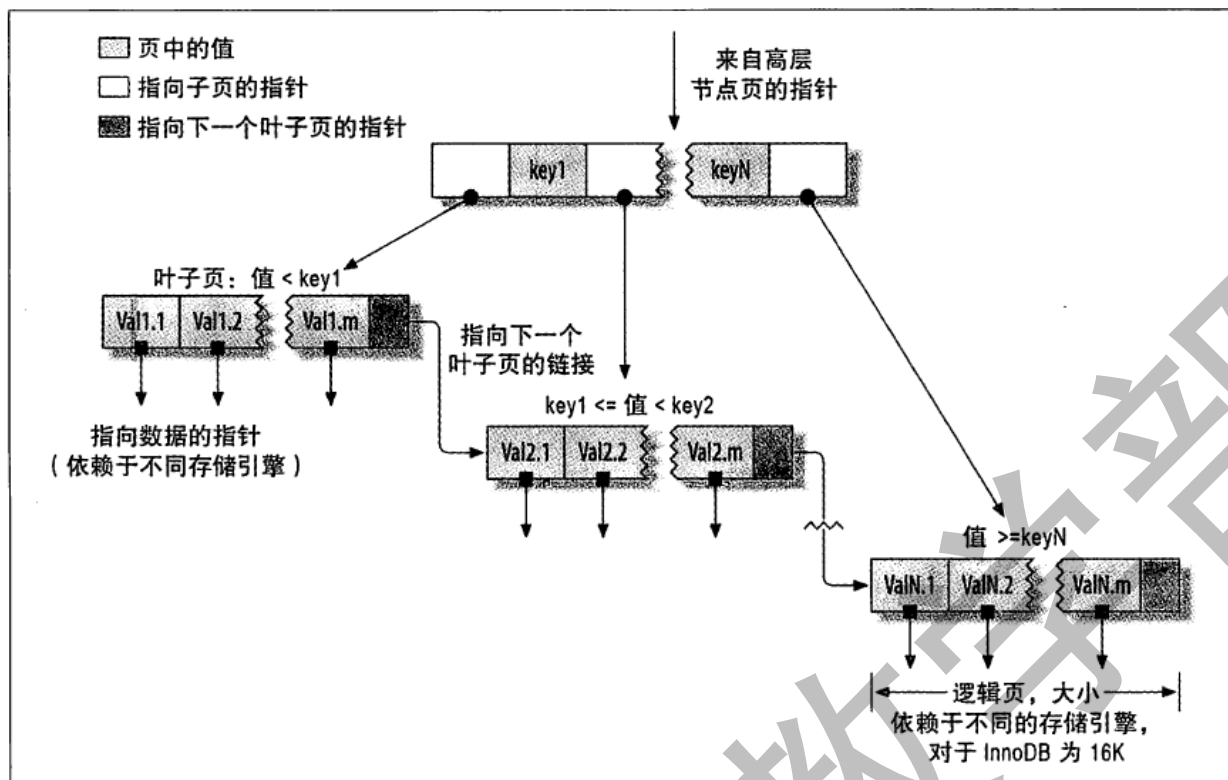 页中的值
指向子页的指针
指向下一个叶子页的指针
来自高层
节点页的指针
key1
keyN
叶子页：值 < key1
Val1.1
Val1.2
Val1.m
指向下一个
叶子页的链接
key1 <= 值 < key2
指向数据的指针
（依赖于不同存储引擎）
Val2.1
Val2.2
Val2.m
值 >=keyN
ValN.1
ValN.2
ValN.m
逻辑页，大小
依赖于不同的存储引擎，
对于 InnoDB 为 16K
教学部